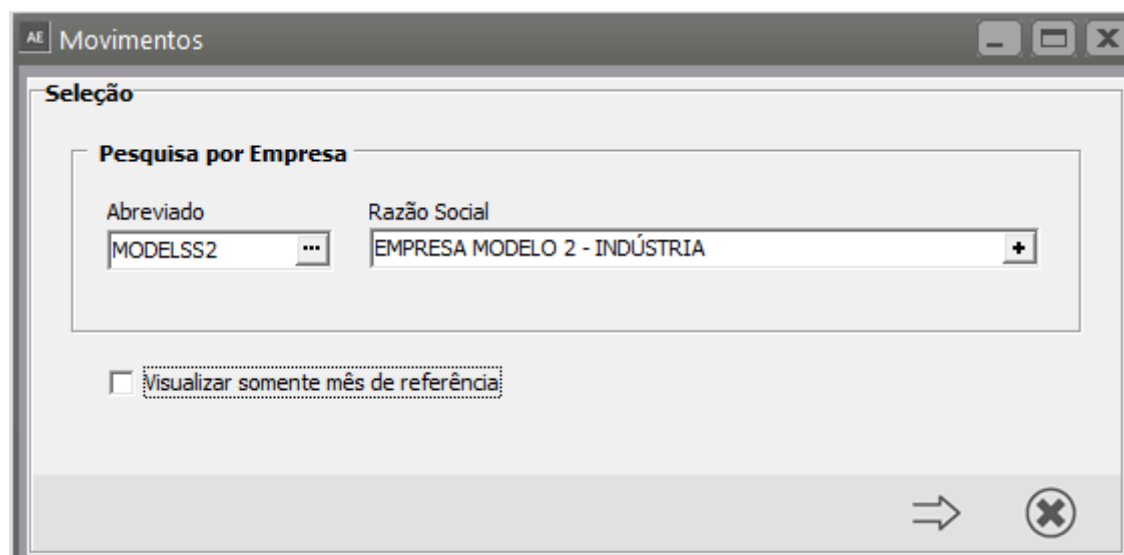 AE Movimentos
Seleção
Pesquisa por Empresa
Abreviado Razão Social
MODELSS2 ... EMPRESA MODELO 2 - INDÚSTRIA +
Visualizar somente mês de referência